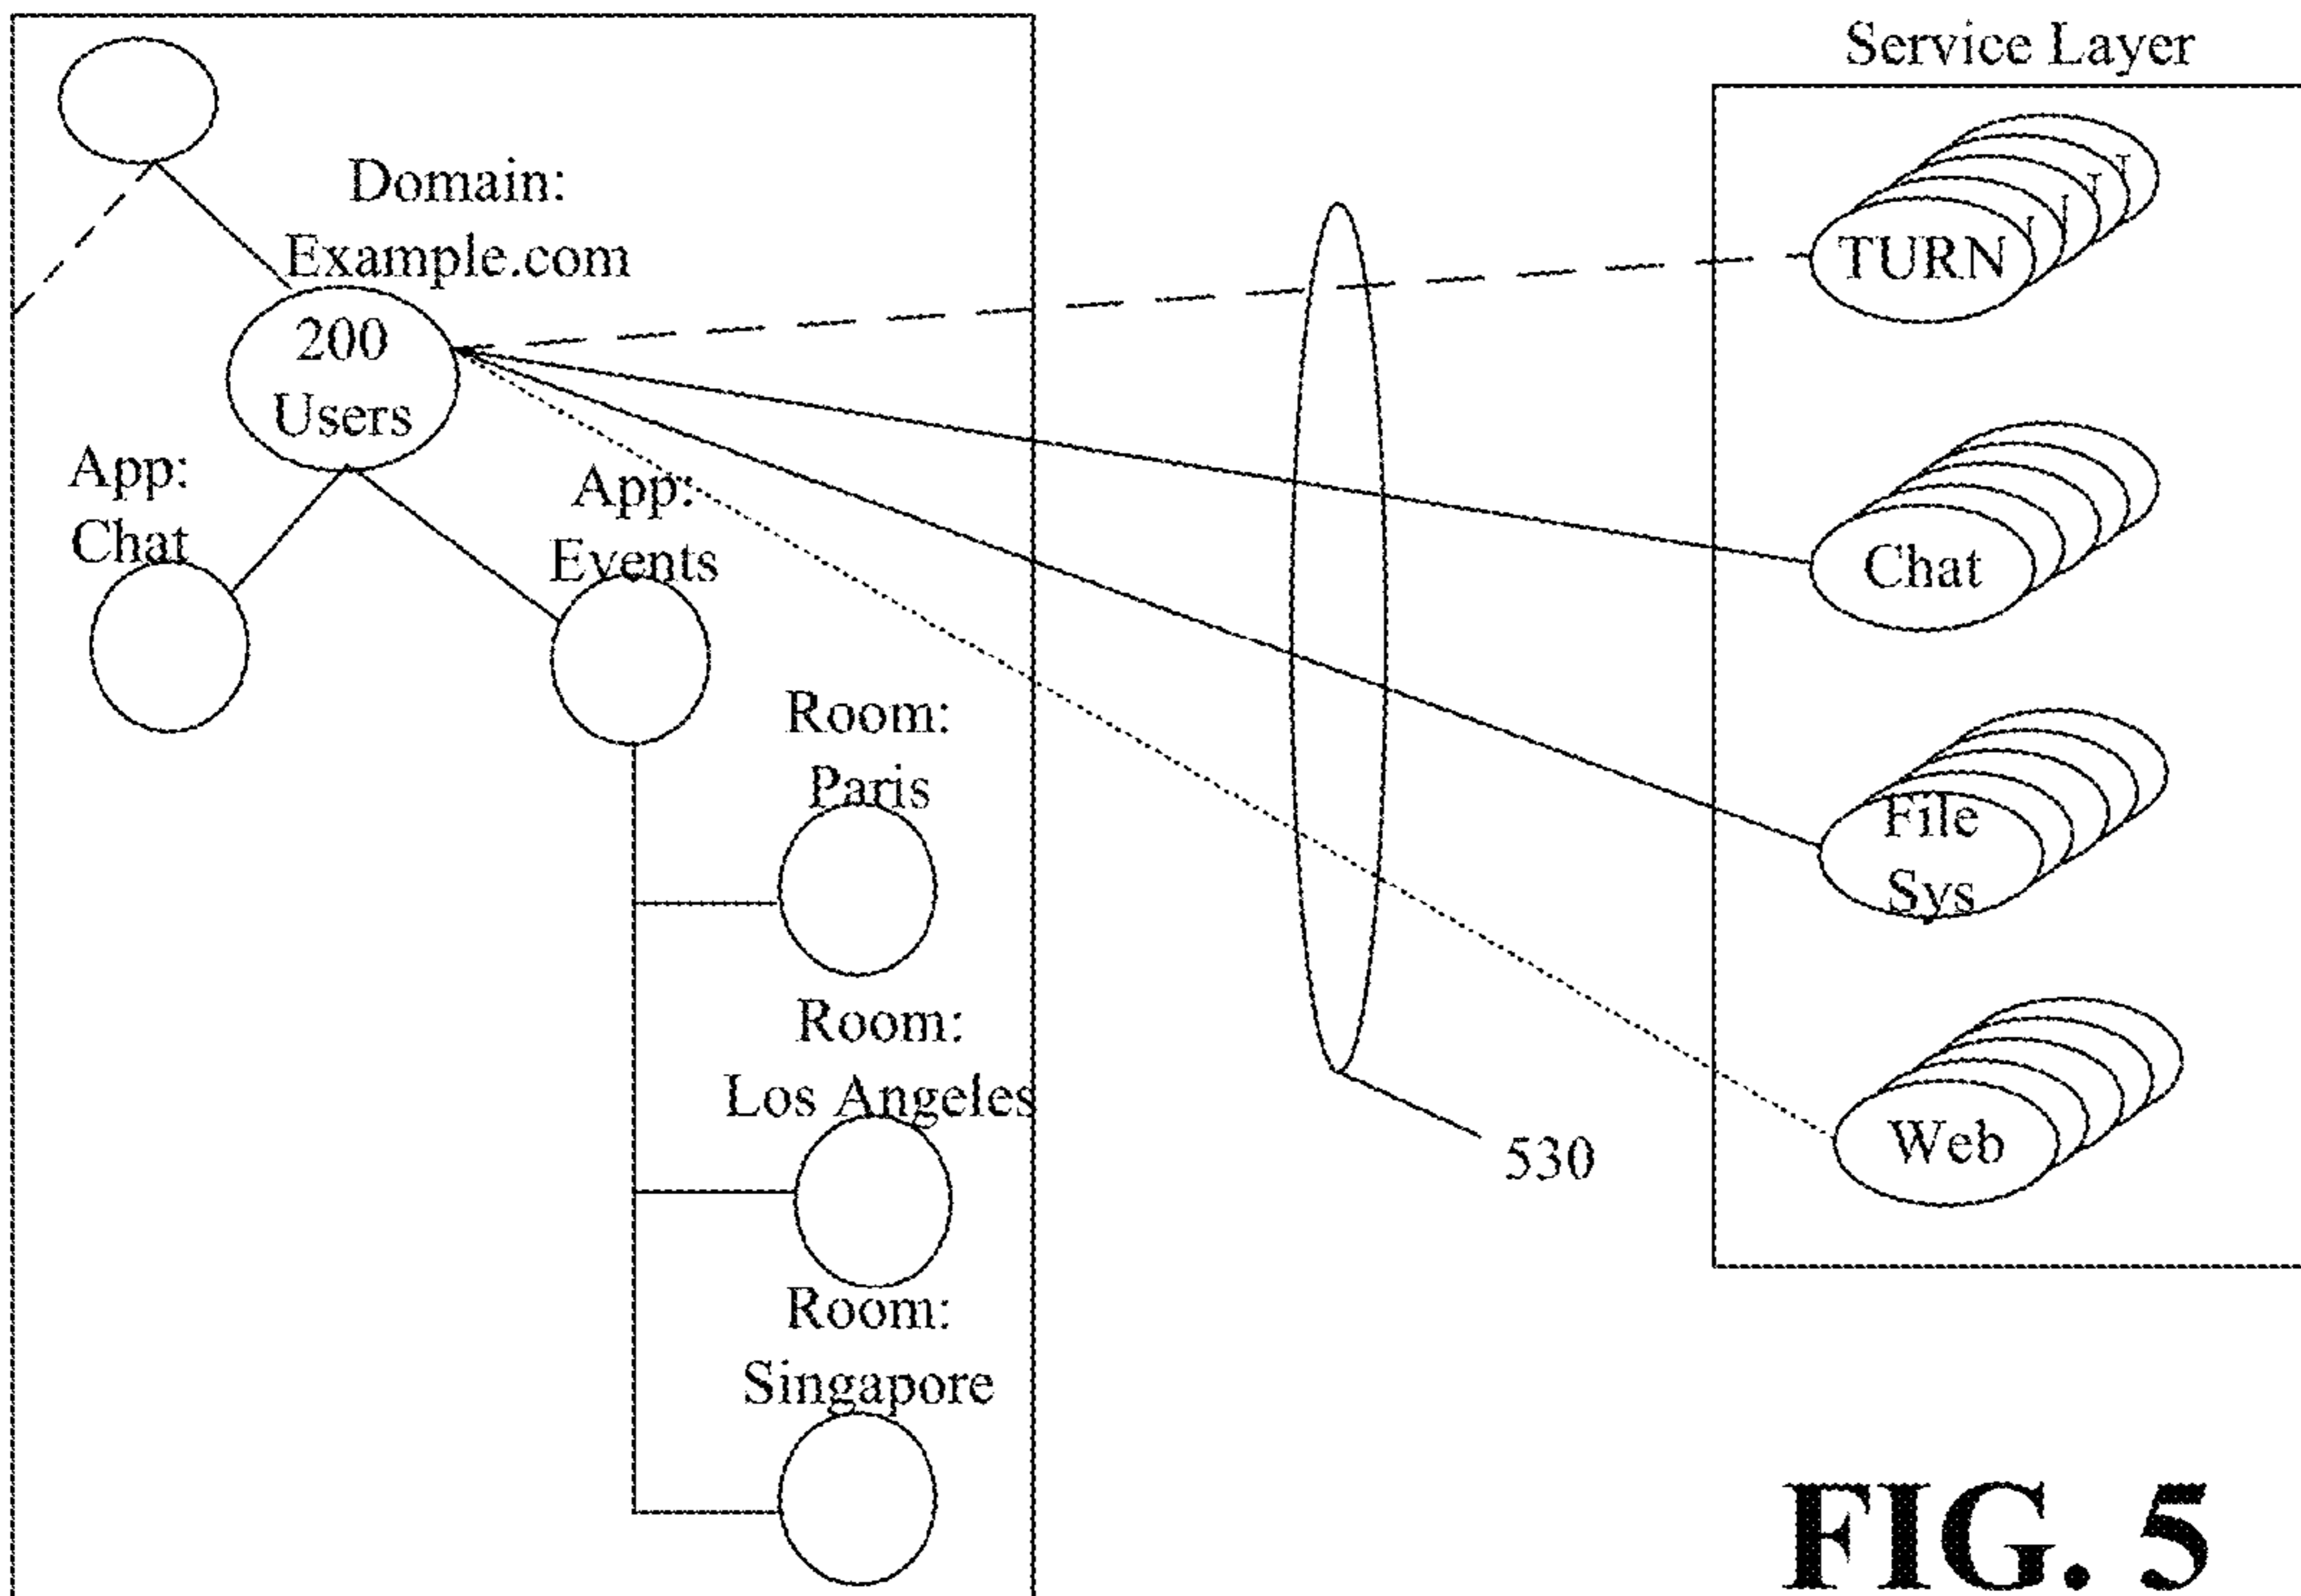 Service Layer
Domain:
Example.com
200
Users
App:
Chat
App:
Events
Room:
Paris
Room:
Los Angeles
Room:
Singapore
TURN
Chat
File
Sys
Web
530
FIG. 5